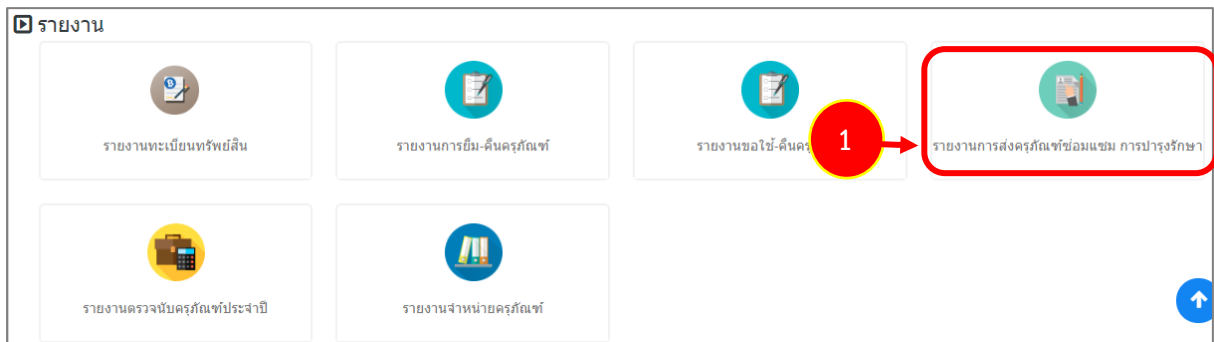 รายงาน
รายงานทะเบียนทรัพย์สิน
รายงานการยืม-คืนครุภัณฑ์
รายงานขอใช้-คืนครุ
1
รายงานการส่งครุภัณฑ์ซ่อมแซม การบำรุงรักษา
รายงานตรวจนับครุภัณฑ์ประจำปี
รายงานจำหน่ายครุภัณฑ์